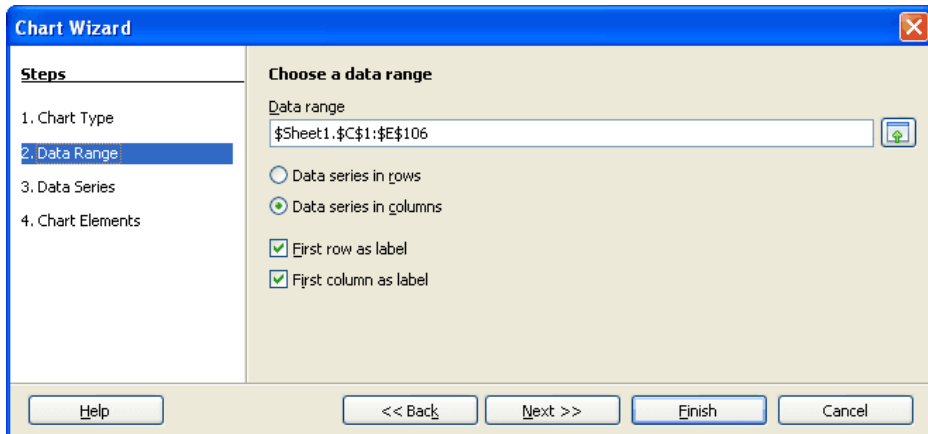 Chart Wizard
Steps
1. Chart Type
2. Data Range
3. Data Series
4. Chart Elements
Choose a data range
Data range
$Sheet1.$C$1:$E$106
Data series in rows
Data series in columns
First row as label
First column as label
Help
<< Back
Next >>
Finish
Cancel